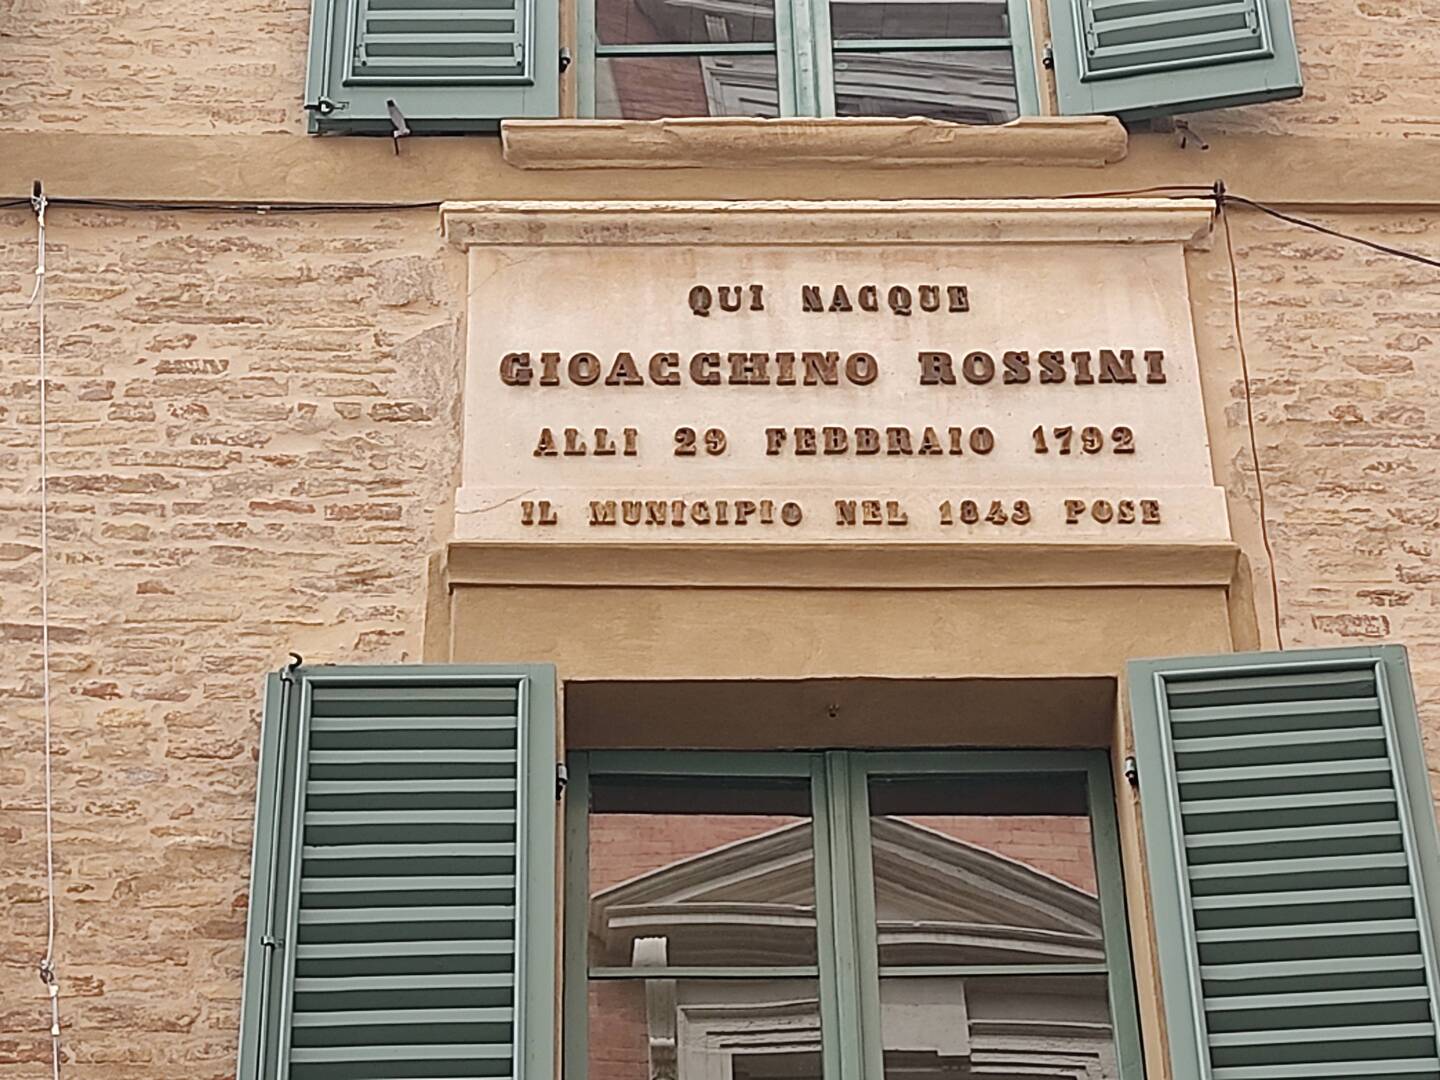 QUI NACQUE
GIOACCHINO ROSSINI
ALLI 29 FEBBRAIO 1792
IL MUNICIPIO NEL 1843 POSE